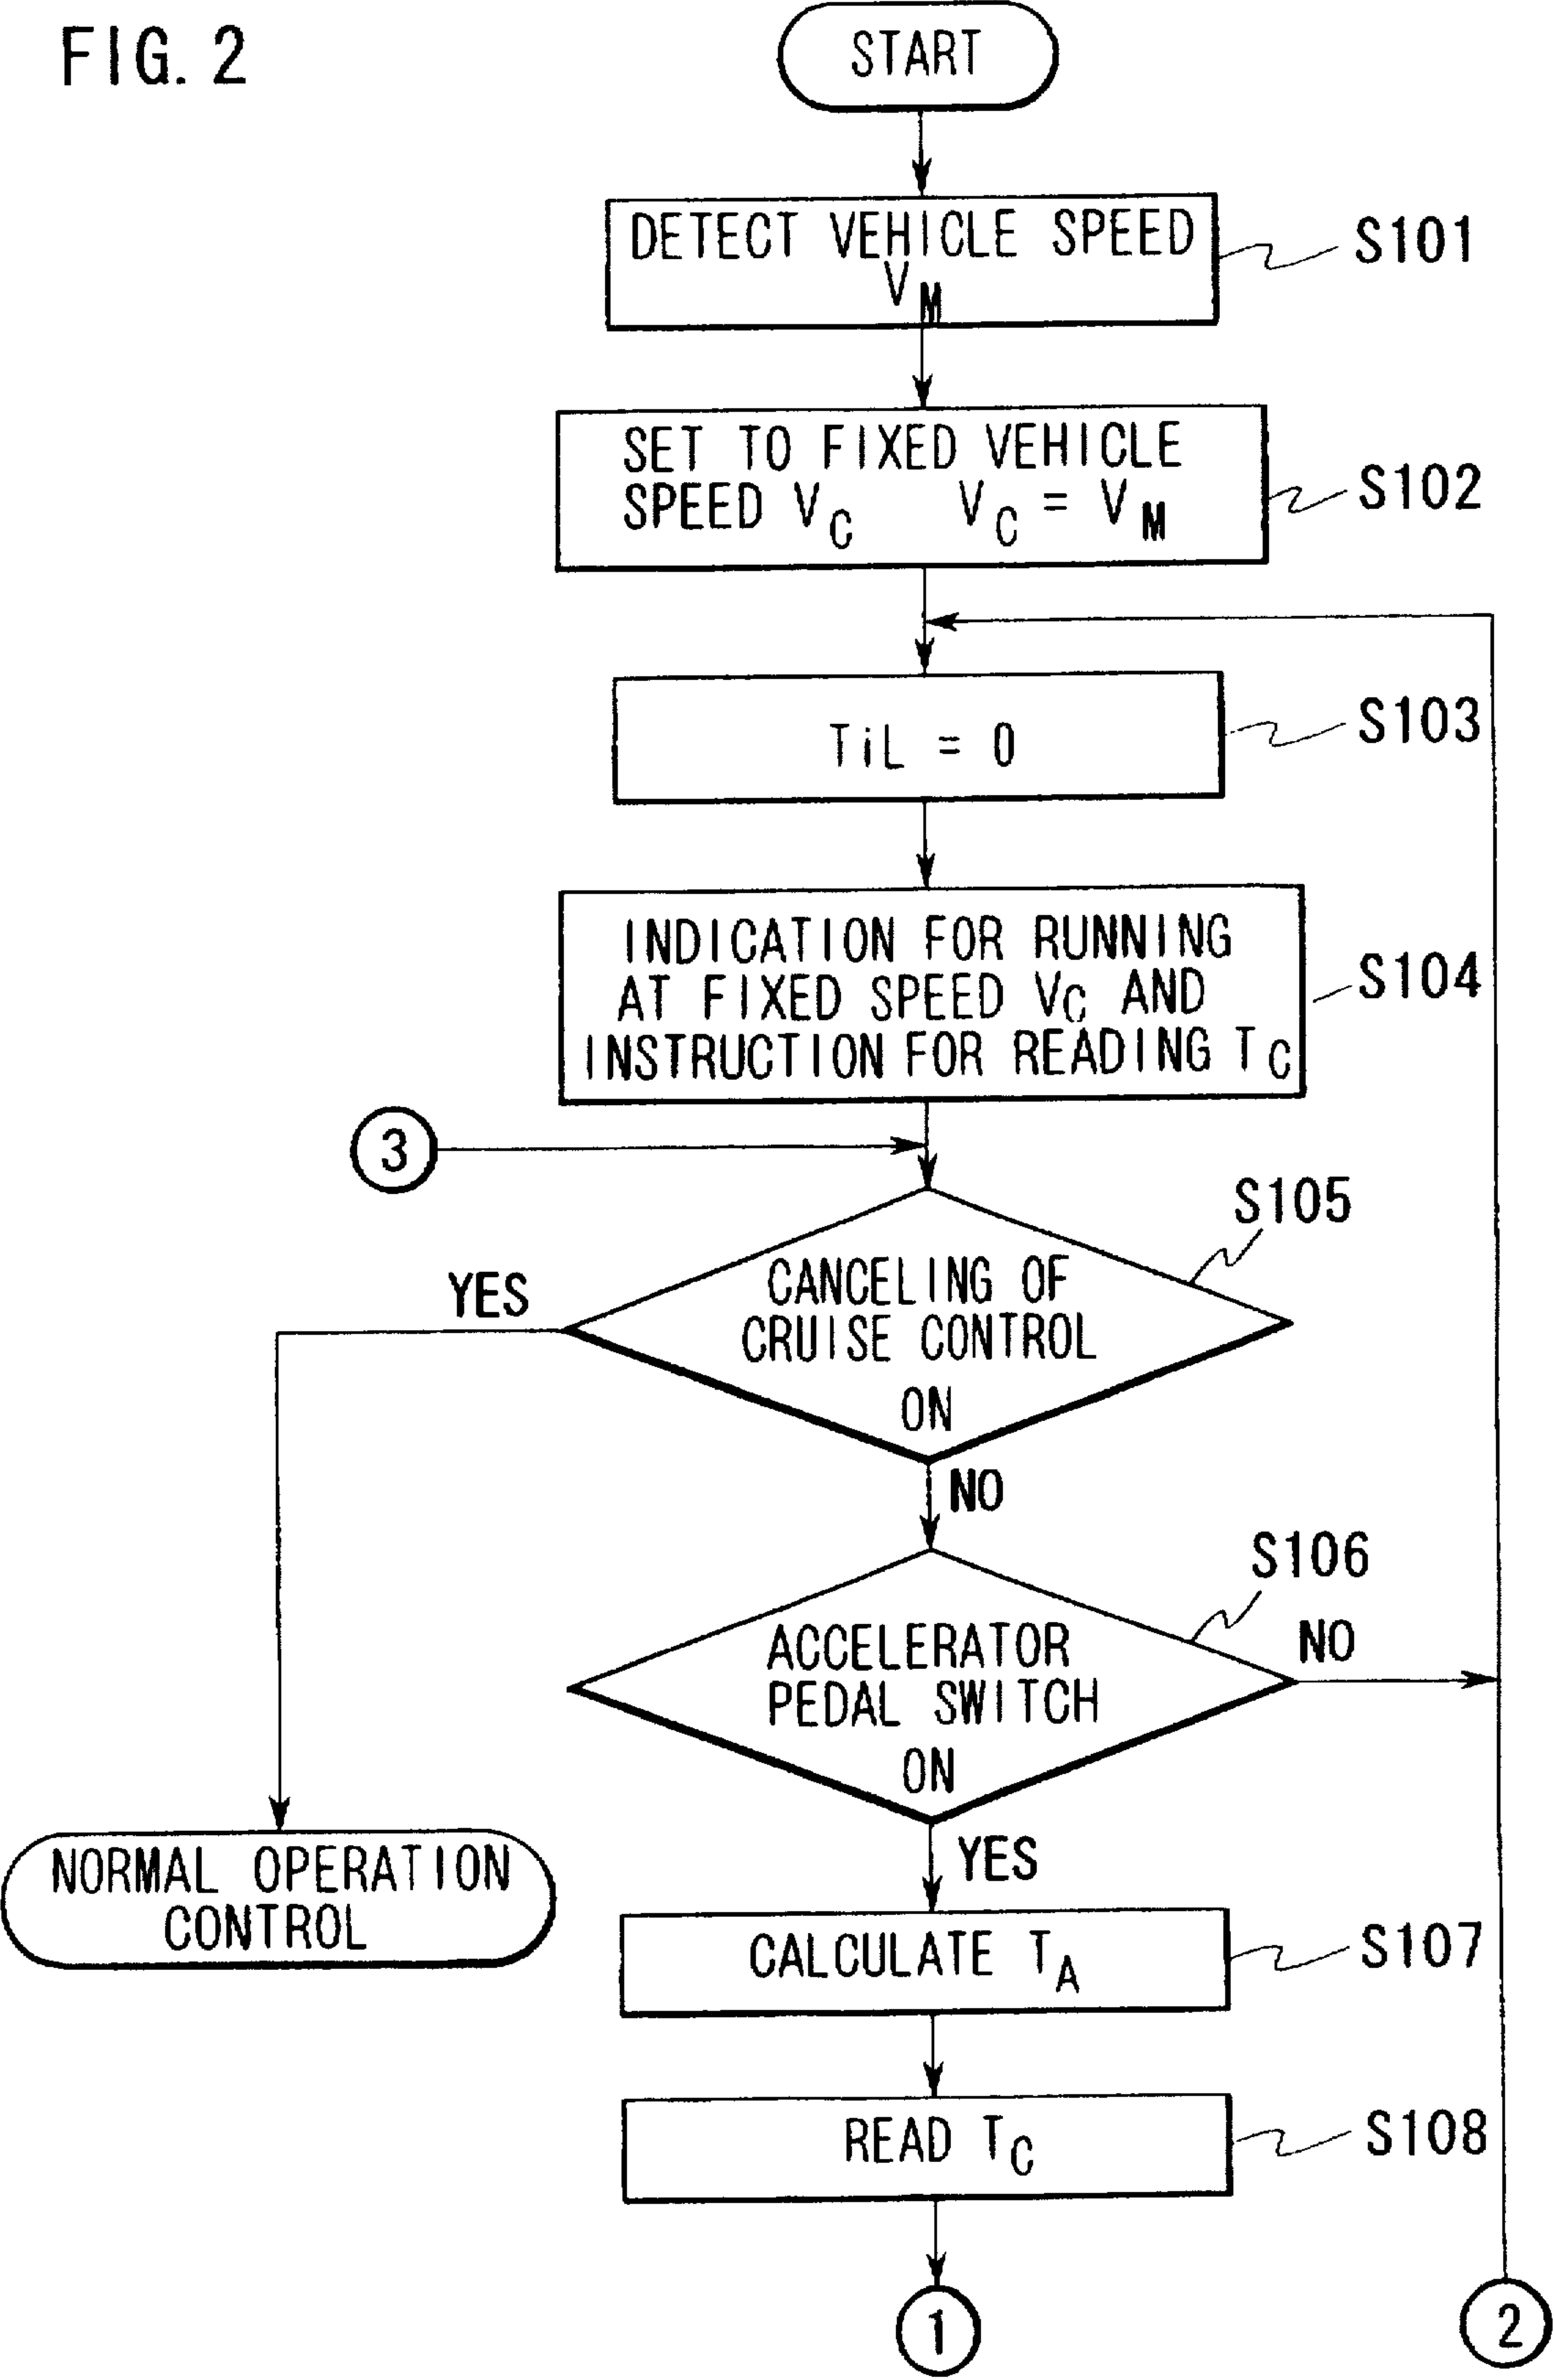 FIG. 2
START
DETECT VEHICLE SPEED
VM
S101
SET TO FIXED VEHICLE
SPEED VC VC = VM
S102
TiL = 0
S103
INDICATION FOR RUNNING
AT FIXED SPEED VC AND
INSTRUCTION FOR READING TC
S104
3
S105
CANCELING OF
CRUISE CONTROL
ON
YES
NO
S106
ACCELERATOR
PEDAL SWITCH
ON
NO
YES
NORMAL OPERATION
CONTROL
CALCULATE TA
S107
READ TC
S108
1
2